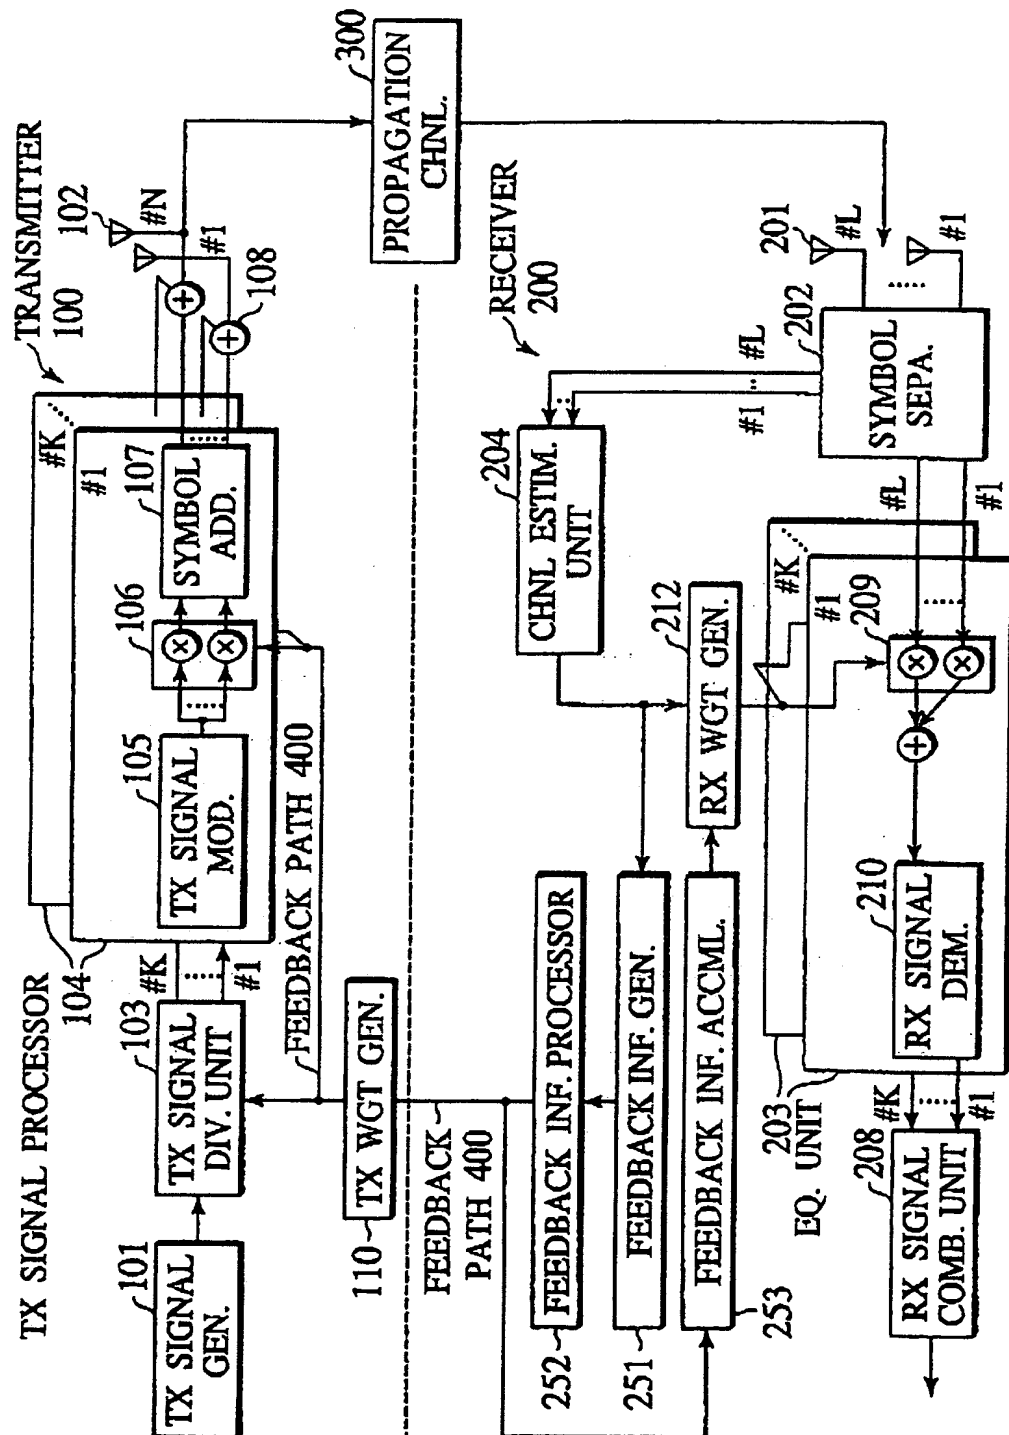 TRANSMITTER
100
TX SIGNAL PROCESSOR
104
#K
#1
101
TX SIGNAL
GEN.
103
TX SIGNAL
DIV. UNIT
#K
#1
105
TX SIGNAL
MOD.
106
107
SYMBOL
ADD.
108
102
#N
#1
FEEDBACK PATH 400
110
TX WGT GEN.
300
PROPAGATION
CHNL.
FEEDBACK
PATH 400
RECEIVER
200
252
FEEDBACK INF. PROCESSOR
251
FEEDBACK INF. GEN.
253
FEEDBACK INF. ACCML.
204
CHNL ESTIM.
UNIT
#1
#L
212
RX WGT GEN.
201
#L
#1
202
SYMBOL
SEPA.
#L
#1
#K
#1
209
210
RX SIGNAL
DEM.
203
EQ. UNIT
#K
#1
208
RX SIGNAL
COMB. UNIT